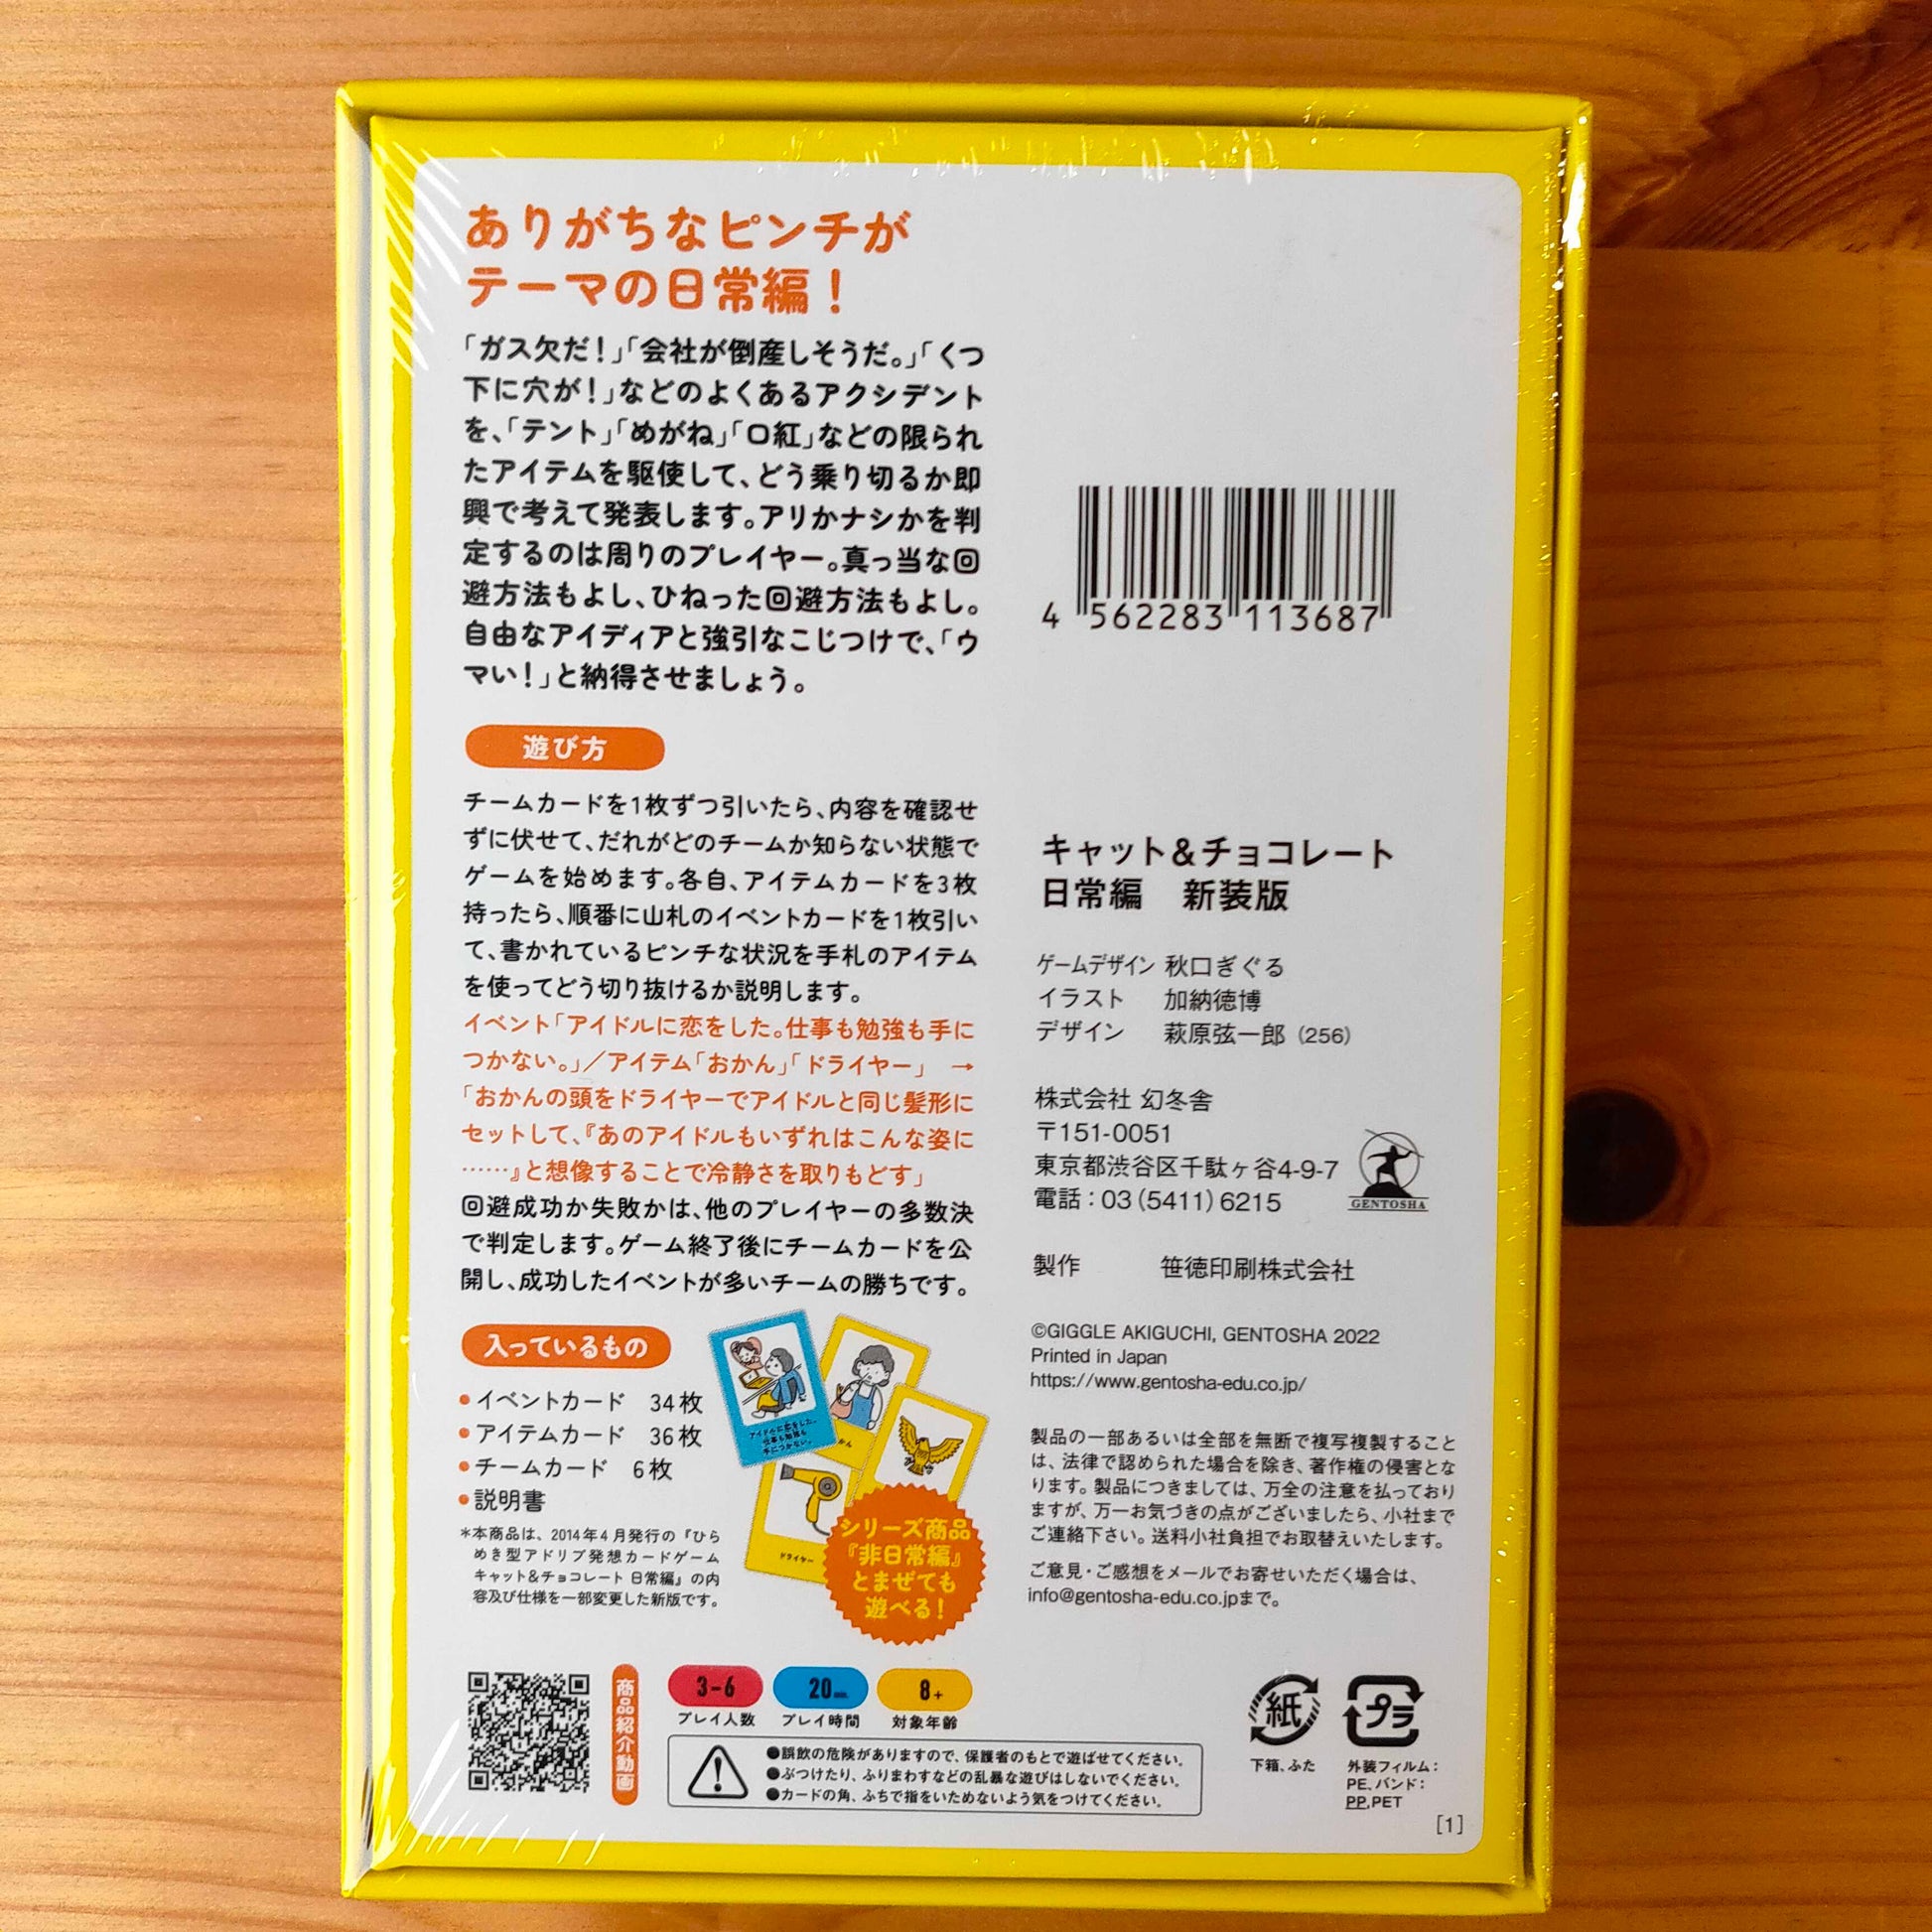 ありがちなピンチが
テーマの日常編！
「ガス欠だ！」「会社が倒産しそうだ。」「くつ
下に穴が！」などのよくあるアクシデント
を、「テント」「めがね」「口紅」などの限られ
たアイテムを駆使して、どう乗り切るか即
興で考えて発表します。アリかナシかを判
定するのは周りのプレイヤー。真っ当な回
避方法もよし、ひねった回避方法もよし。
自由なアイディアと強引なこじつけで、「ウ
マい！」と納得させましょう。
遊び方
チームカードを1枚ずつ引いたら、内容を確認せ
ずに伏せて、だれがどのチームか知らない状態で
ゲームを始めます。各自、アイテムカードを3枚
持ったら、順番に山札のイベントカードを1枚引い
て、書かれているピンチな状況を手札のアイテム
を使ってどう切り抜けるか説明します。
イベント「アイドルに恋をした。仕事も勉強も手に
つかない。」／アイテム「おかん」「ドライヤー」 →
「おかんの頭をドライヤーでアイドルと同じ髪形に
セットして、『あのアイドルもいずれはこんな姿に
……』と想像することで冷静さを取りもどす」
回避成功か失敗かは、他のプレイヤーの多数決
で判定します。ゲーム終了後にチームカードを公
開し、成功したイベントが多いチームの勝ちです。
入っているもの
●イベントカード 34枚
●アイテムカード 36枚
●チームカード 6枚
●説明書
＊本商品は、2014年4月発行の『ひら
めき型アドリブ発想カードゲーム
キャット&チョコレート 日常編』の内
容及び仕様を一部変更した新版です。
アイドルに恋をした。
仕事も勉強も
手につかない。
かん
ドライヤー
シリーズ商品
『非日常編』
とまぜても
遊べる！
商品紹介動画
3-6
プレイ人数
20min.
プレイ時間
8+
対象年齢
●誤飲の危険がありますので、保護者のもとで遊ばせてください。
●ぶつけたり、ふりまわすなどの乱暴な遊びはしないでください。
●カードの角、ふちで指をいためないよう気をつけてください。
4 562283 113687
キャット&チョコレート
日常編 新装版
ゲームデザイン 秋口ぎぐる
イラスト 加納徳博
デザイン 萩原弦一郎（256）
株式会社 幻冬舎
〒151-0051
東京都渋谷区千駄ヶ谷4-9-7
電話：03（5411）6215
GENTOSHA
製作 笹徳印刷株式会社
©GIGGLE AKIGUCHI, GENTOSHA 2022
Printed in Japan
https://www.gentosha-edu.co.jp/
製品の一部あるいは全部を無断で複写複製すること
は、法律で認められた場合を除き、著作権の侵害とな
ります。製品につきましては、万全の注意を払っており
ますが、万一お気づきの点がございましたら、小社まで
ご連絡下さい。送料小社負担でお取替えいたします。
ご意見・ご感想をメールでお寄せいただく場合は、
info@gentosha-edu.co.jpまで。
紙
下箱、ふた
プラ
外装フィルム：
PE、バンド：
PP,PET
［1］